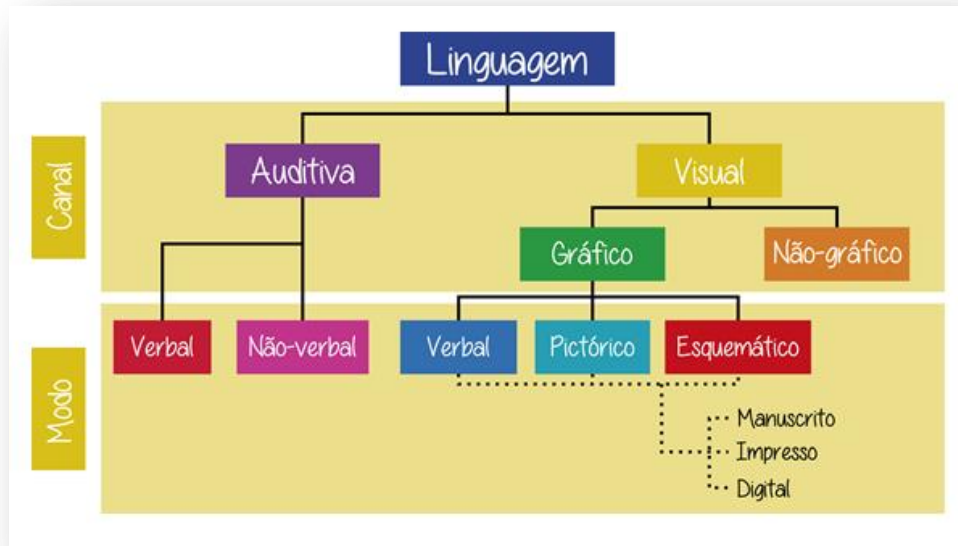 Linguagem
Canal
Auditiva
Visual
Gráfico
Não-gráfico
Modo
Verbal
Não-verbal
Verbal
Pictórico
Esquemático
Manuscrito
Impresso
Digital